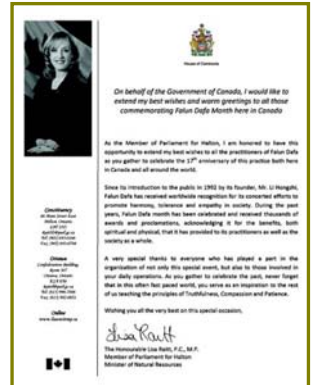 House of Commons
On behalf of the Government of Canada, I would like to
extend my best wishes and warm greetings to all those
commemorating Falun Dafa Month here in Canada
As the Member of Parliament for Halton, I am honored to have this
opportunity to extend my best wishes to all the practitioners of Falun Dafa
as you gather to celebrate the 17th anniversary of this practice both here
in Canada and all around the world.
Since its introduction to the public in 1992 by its founder, Mr. Li Hongzhi,
Falun Dafa has received worldwide recognition for its concerted efforts to
promote harmony, tolerance and empathy in society. During the past
years, Falun Dafa month has been celebrated and received thousands of
awards and proclamations, acknowledging it for the benefits, both
spiritual and physical, that it has provided to its practitioners as well as the
society as a whole.
A very special thanks to everyone who has played a part in the
organization of not only this special event, but also to those involved in
your daily operations. As you gather to celebrate the past, never forget
that in this often fast paced world, you serve as an inspiration to the rest
of us teaching the principles of Truthfulness, Compassion and Patience.
Wishing you all the very best on this special occasion,
Lisa Raitt
The Honourable Lisa Raitt, P.C., M.P.
Member of Parliament for Halton
Minister of Natural Resources
Constituency
Ottawa
Confederation Building
Online